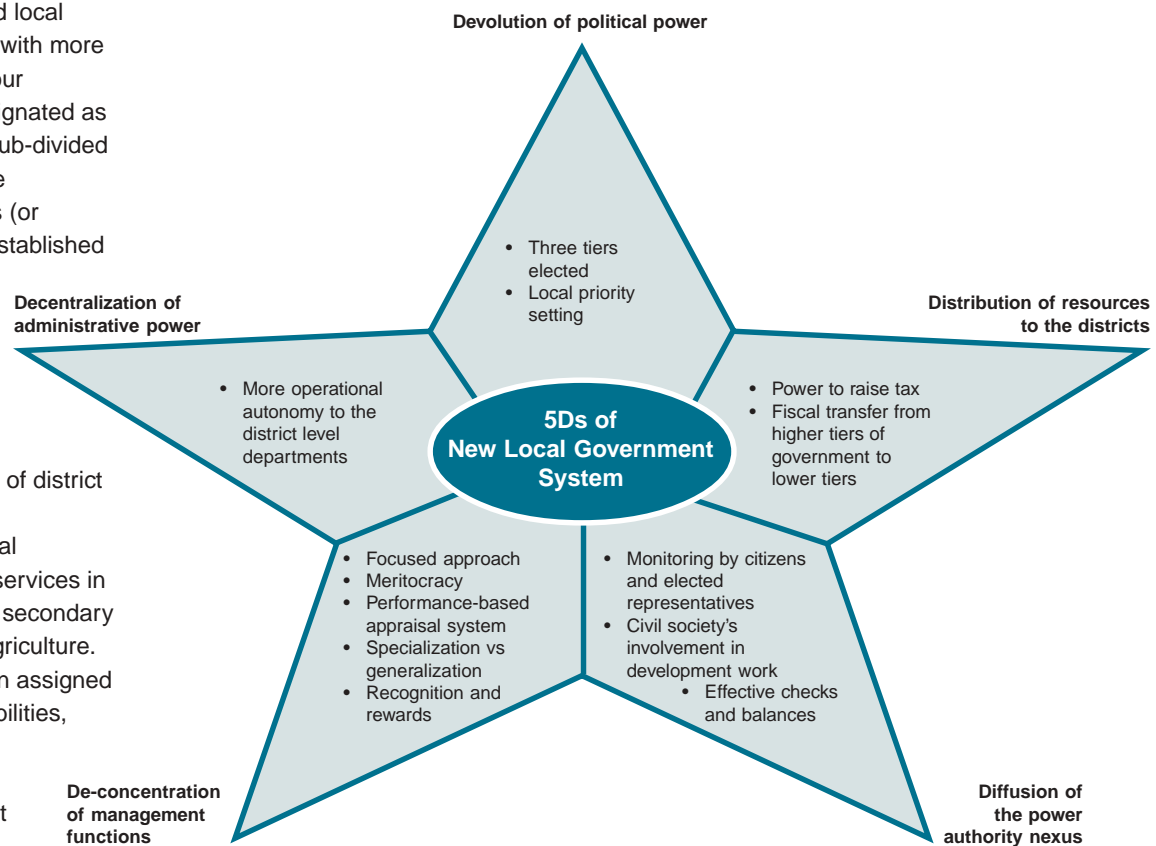 d local
with more
our
ignated as
ub-divided
e
s (or
stablished
of district
al
services in
secondary
griculture.
n assigned
bilities,
t
Devolution of political power
• Three tiers
elected
• Local priority
setting
Decentralization of
administrative power
• More operational
autonomy to the
district level
departments
Distribution of resources
to the districts
• Power to raise tax
• Fiscal transfer from
higher tiers of
government to
lower tiers
5Ds of
New Local Government
System
• Focused approach
• Meritocracy
• Performance-based
appraisal system
• Specialization vs
generalization
• Recognition and
rewards
• Monitoring by citizens
and elected
representatives
• Civil society's
involvement in
development work
• Effective checks
and balances
De-concentration
of management
functions
Diffusion of
the power
authority nexus